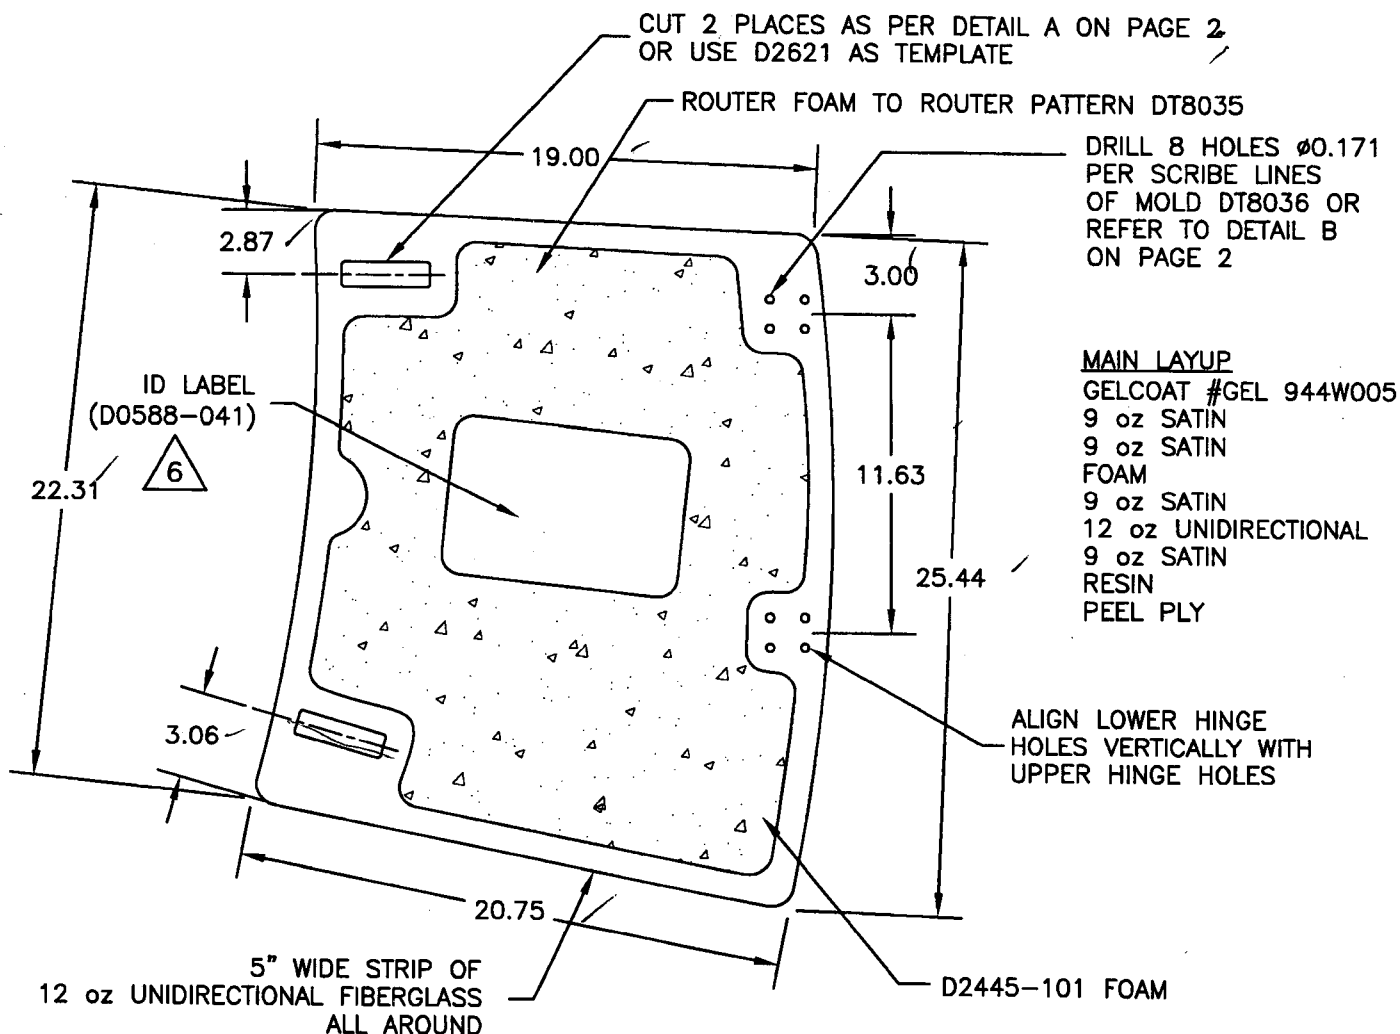 CUT 2 PLACES AS PER DETAIL A ON PAGE 2
OR USE D2621 AS TEMPLATE
ROUTER FOAM TO ROUTER PATTERN DT8035
19.00
DRILL 8 HOLES ø0.171
PER SCRIBE LINES
OF MOLD DT8036 OR
REFER TO DETAIL B
ON PAGE 2
2.87
3.00
MAIN LAYUP
GELCOAT #GEL 944W005
9 oz SATIN
9 oz SATIN
FOAM
9 oz SATIN
12 oz UNIDIRECTIONAL
9 oz SATIN
RESIN
PEEL PLY
ID LABEL
(D0588-041)
6
22.31
11.63
25.44
3.06
ALIGN LOWER HINGE
HOLES VERTICALLY WITH
UPPER HINGE HOLES
20.75
5" WIDE STRIP OF
12 oz UNIDIRECTIONAL FIBERGLASS
ALL AROUND
D2445-101 FOAM